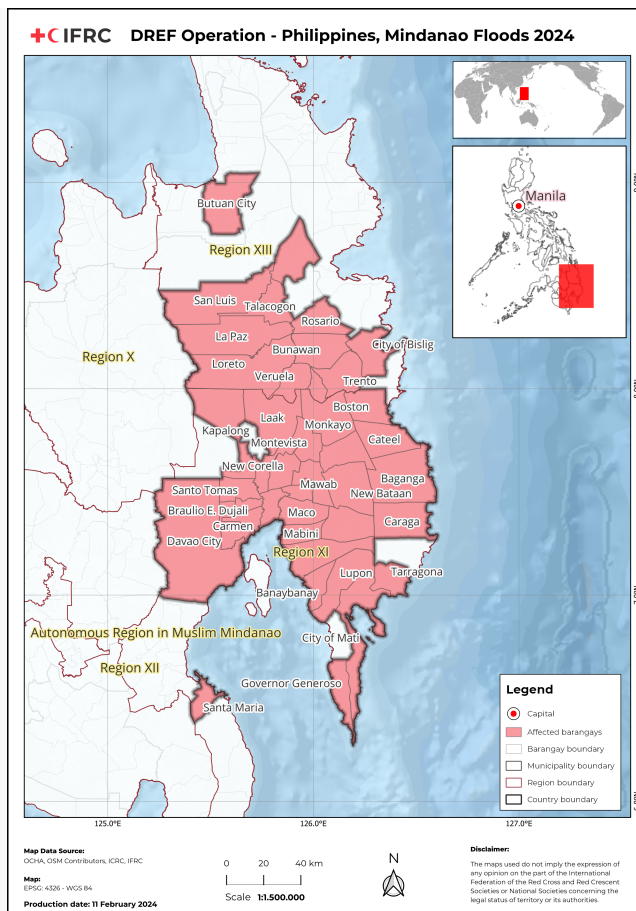 IFRC
DREF Operation - Philippines, Mindanao Floods 2024
Manila
Butuan City
Region XIII
San Luis
Talacogon
Rosario
La Paz
City of Bislig
Bunawan
Region X
Loreto
Veruela
Trento
Boston
Laak
Monkayo
Kapalong
Montevista
Cateel
New Corella
Baganga
Mawab
Santo Tomas
New Bataan
Braulio E. Dujali
Maco
Carmen
Caraga
Mabini
Davao City
Region XI
Lupon
Tarragona
Banaybanay
Autonomous Region in Muslim Mindanao
City of Mati
Region XII
Governor Generoso
Santa Maria
Legend
Capital
Affected barangays
Barangay boundary
Municipality boundary
Region boundary
Country boundary
125.0°E
126.0°E
127.0°E
Map Data Source:
OCHA, OSM Contributors, ICRC, IFRC
Map:
EPSG: 4326 - WGS 84
Production date: 11 February 2024
0 20 40 km
Scale 1:1.500.000
N
Disclaimer:
The maps used do not imply the expression of
any opinion on the part of the International
Federation of the Red Cross and Red Crescent
Societies or National Societies concerning the
legal status of territory or its authorities.